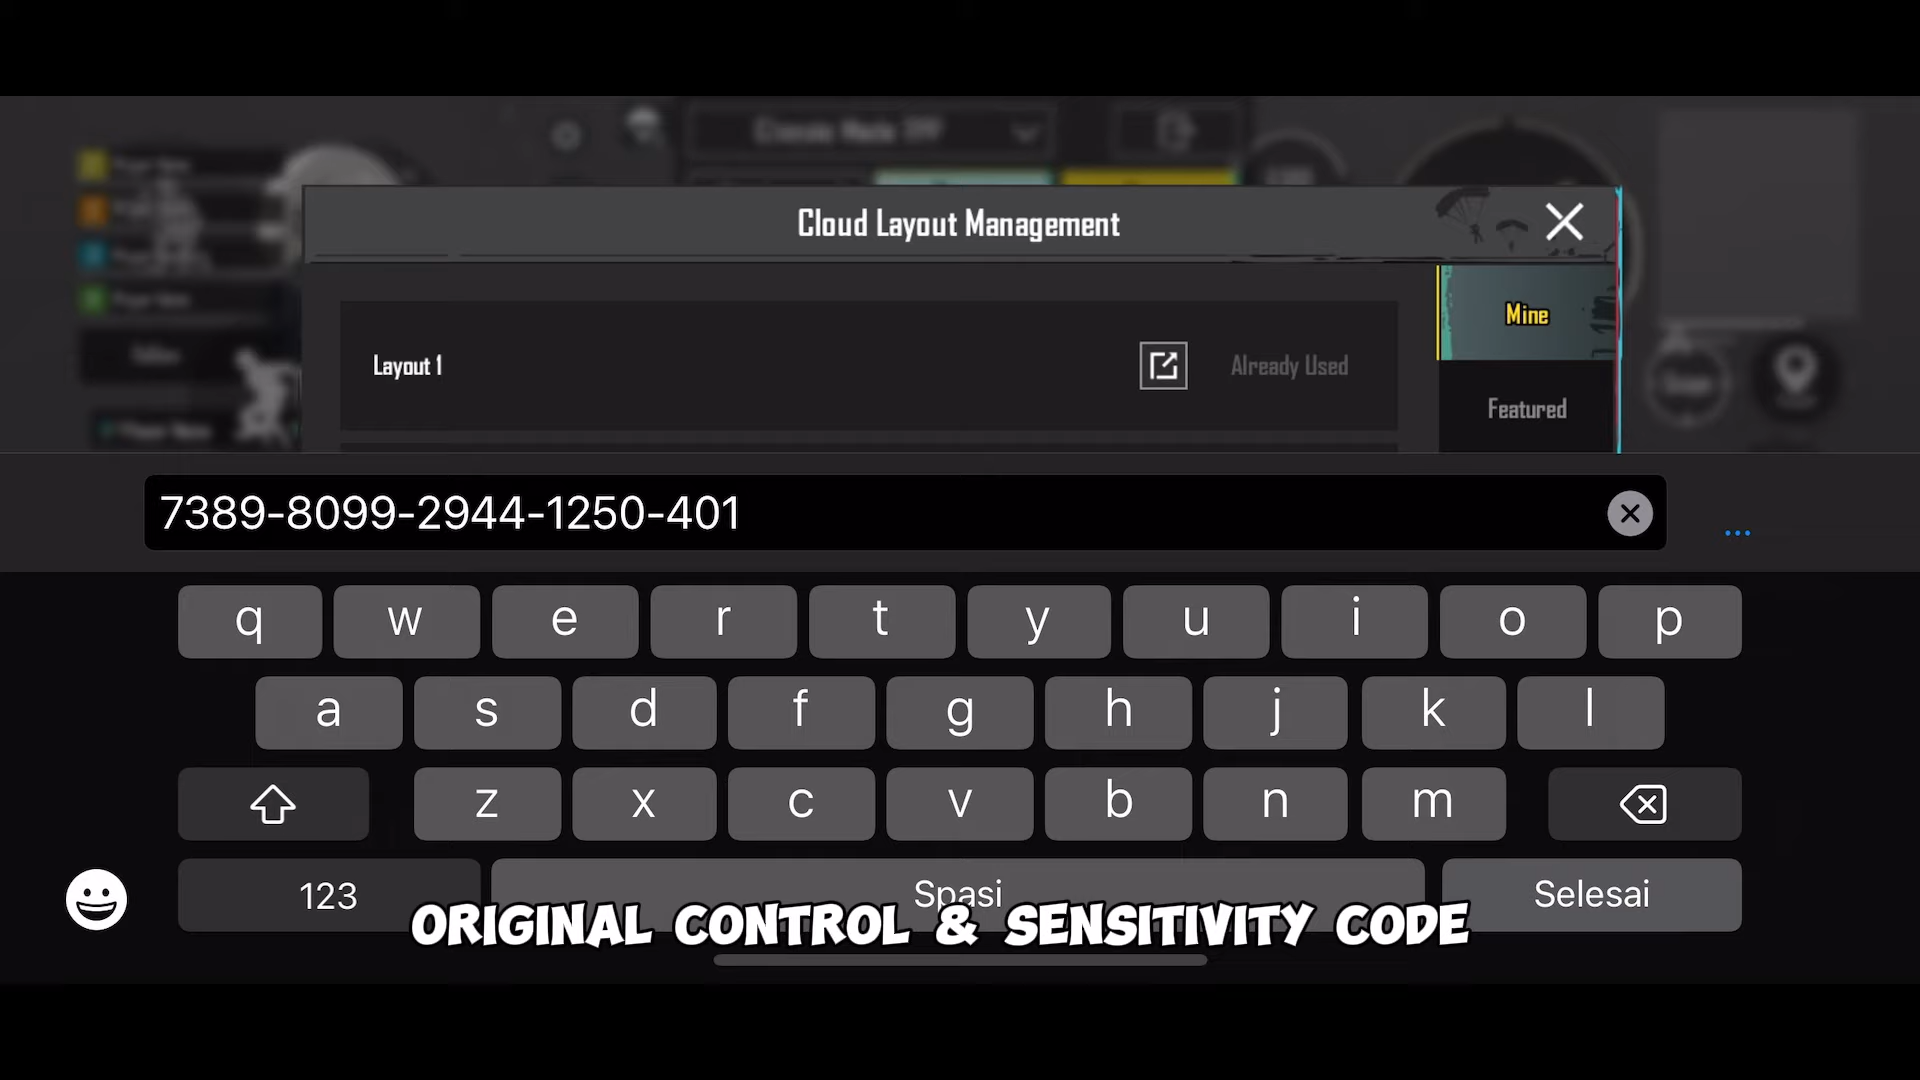 Cloud Layout Management
Mine
Layout 1
Already Used
Featured
7389-8099-2944-1250-401
...
q w e r t y u i o p
a s d f g h j k l
z x c v b n m
123
Spasi
Selesai
ORIGINAL CONTROL & SENSITIVITY CODE